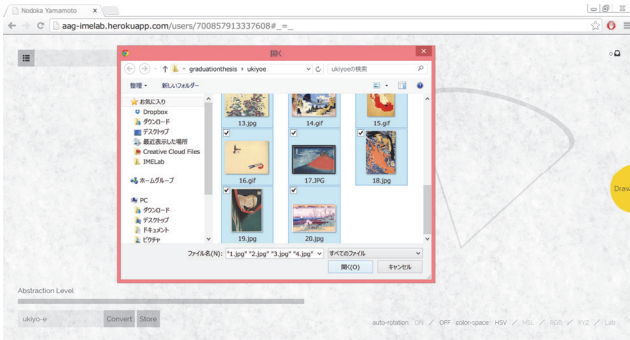 Nodoka Yamamoto
aag-imelab.herokuapp.com/users/700857913337608#_=_
開く
graduationthesis ukiyoe
ukiyoeの検索
整理 新しいフォルダー
お気に入り
Dropbox
ダウンロード
デスクトップ
最近表示した場所
Creative Cloud Files
IMELab
ホームグループ
PC
ダウンロード
デスクトップ
ドキュメント
ピクチャ
13.jpg 14.gif 15.gif
16.gif 17.JPG 18.jpg
19.jpg 20.jpg
ファイル名(N): "1.jpg" "2.jpg" "3.jpg" "4.jpg" すべてのファイル
開く(O) キャンセル
Draw
Abstraction Level
ukiyo-e Convert Store
auto-rotation ON / OFF color-space HSV / HSL / RGB / XYZ / Lab